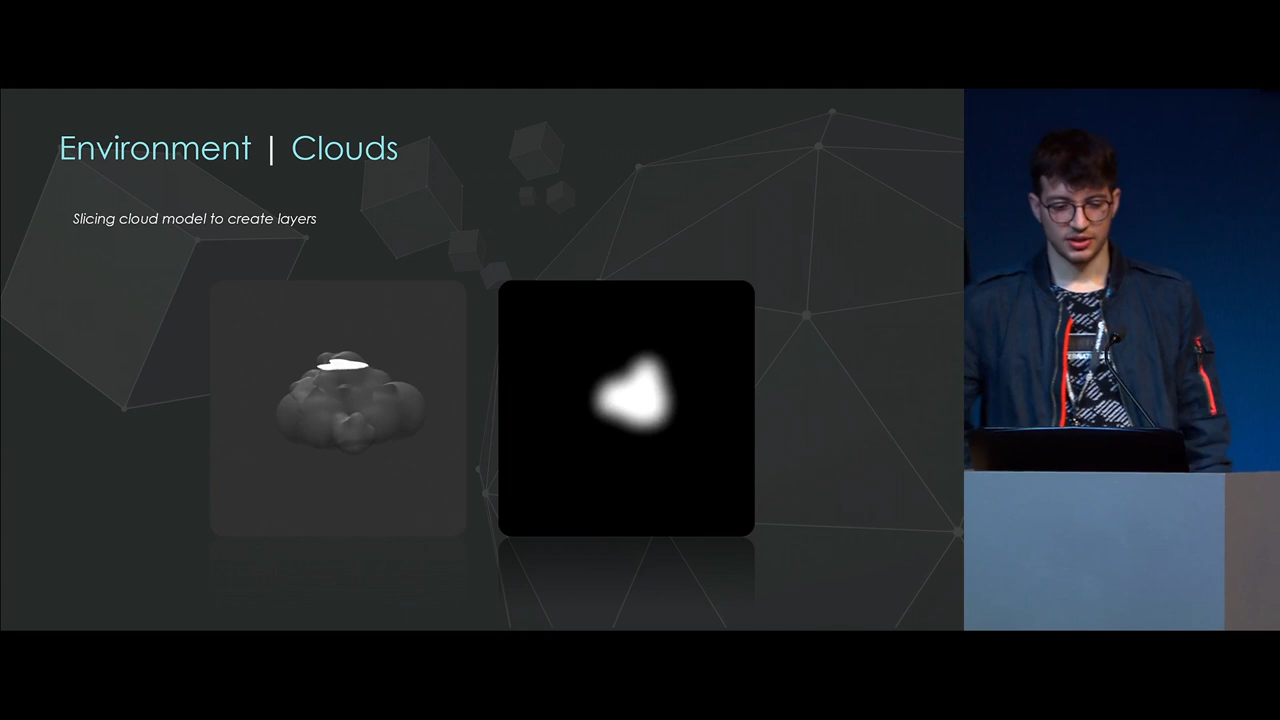 Environment | Clouds
Slicing cloud model to create layers